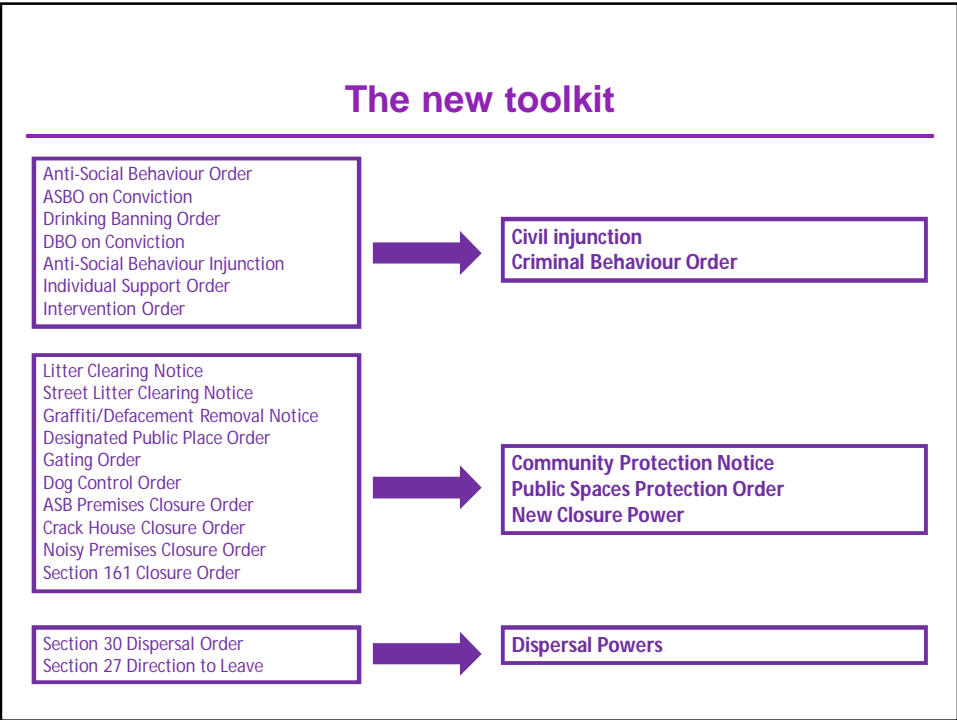 The new toolkit
Anti-Social Behaviour Order
ASBO on Conviction
Drinking Banning Order
DBO on Conviction
Anti-Social Behaviour Injunction
Individual Support Order
Intervention Order
Civil injunction
Criminal Behaviour Order
Litter Clearing Notice
Street Litter Clearing Notice
Graffiti/Defacement Removal Notice
Designated Public Place Order
Gating Order
Dog Control Order
ASB Premises Closure Order
Crack House Closure Order
Noisy Premises Closure Order
Section 161 Closure Order
Community Protection Notice
Public Spaces Protection Order
New Closure Power
Section 30 Dispersal Order
Section 27 Direction to Leave
Dispersal Powers